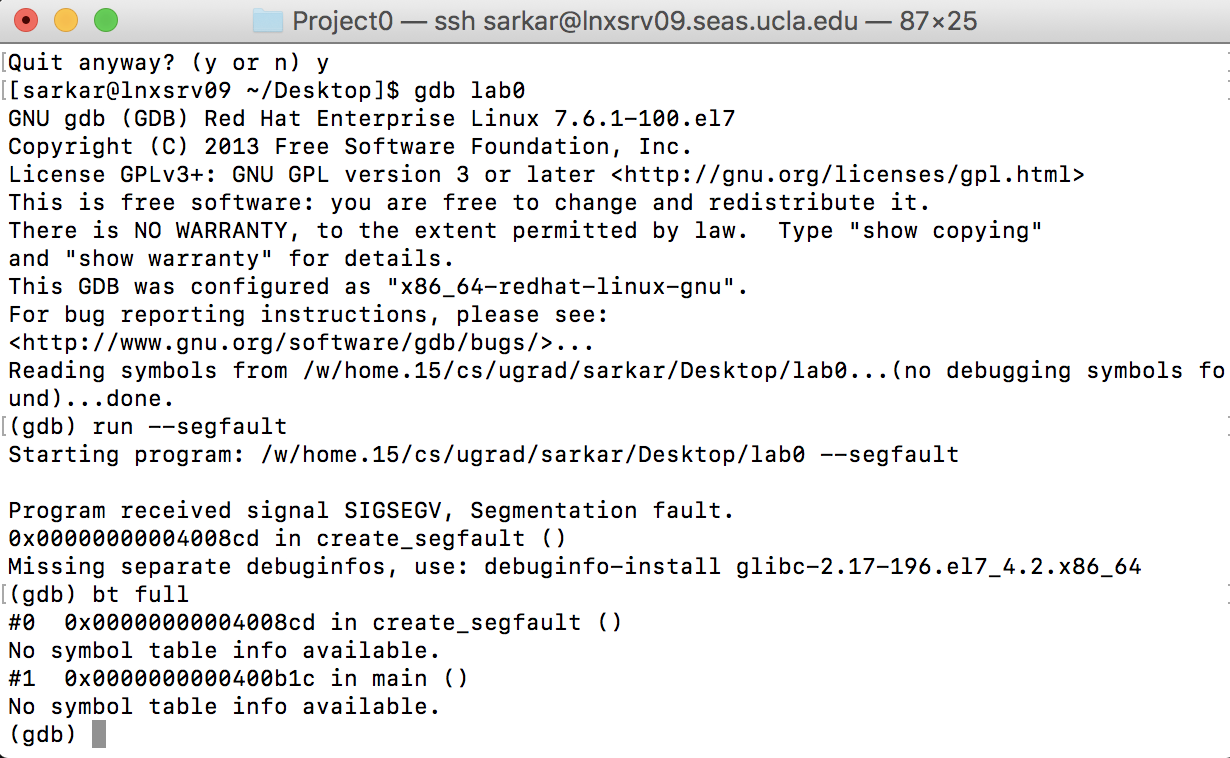 Project0 — ssh sarkar@lnxsrv09.seas.ucla.edu — 87×25
[Quit anyway? (y or n) y
[[sarkar@lnxsrv09 ~/Desktop]$ gdb lab0
GNU gdb (GDB) Red Hat Enterprise Linux 7.6.1-100.el7
Copyright (C) 2013 Free Software Foundation, Inc.
License GPLv3+: GNU GPL version 3 or later <http://gnu.org/licenses/gpl.html>
This is free software: you are free to change and redistribute it.
There is NO WARRANTY, to the extent permitted by law.  Type "show copying"
and "show warranty" for details.
This GDB was configured as "x86_64-redhat-linux-gnu".
For bug reporting instructions, please see:
<http://www.gnu.org/software/gdb/bugs/>...
Reading symbols from /w/home.15/cs/ugrad/sarkar/Desktop/lab0...(no debugging symbols fo
und)...done.
[(gdb) run --segfault
Starting program: /w/home.15/cs/ugrad/sarkar/Desktop/lab0 --segfault
Program received signal SIGSEGV, Segmentation fault.
0x00000000004008cd in create_segfault ()
Missing separate debuginfos, use: debuginfo-install glibc-2.17-196.el7_4.2.x86_64
[(gdb) bt full
#0  0x00000000004008cd in create_segfault ()
No symbol table info available.
#1  0x0000000000400b1c in main ()
No symbol table info available.
(gdb)